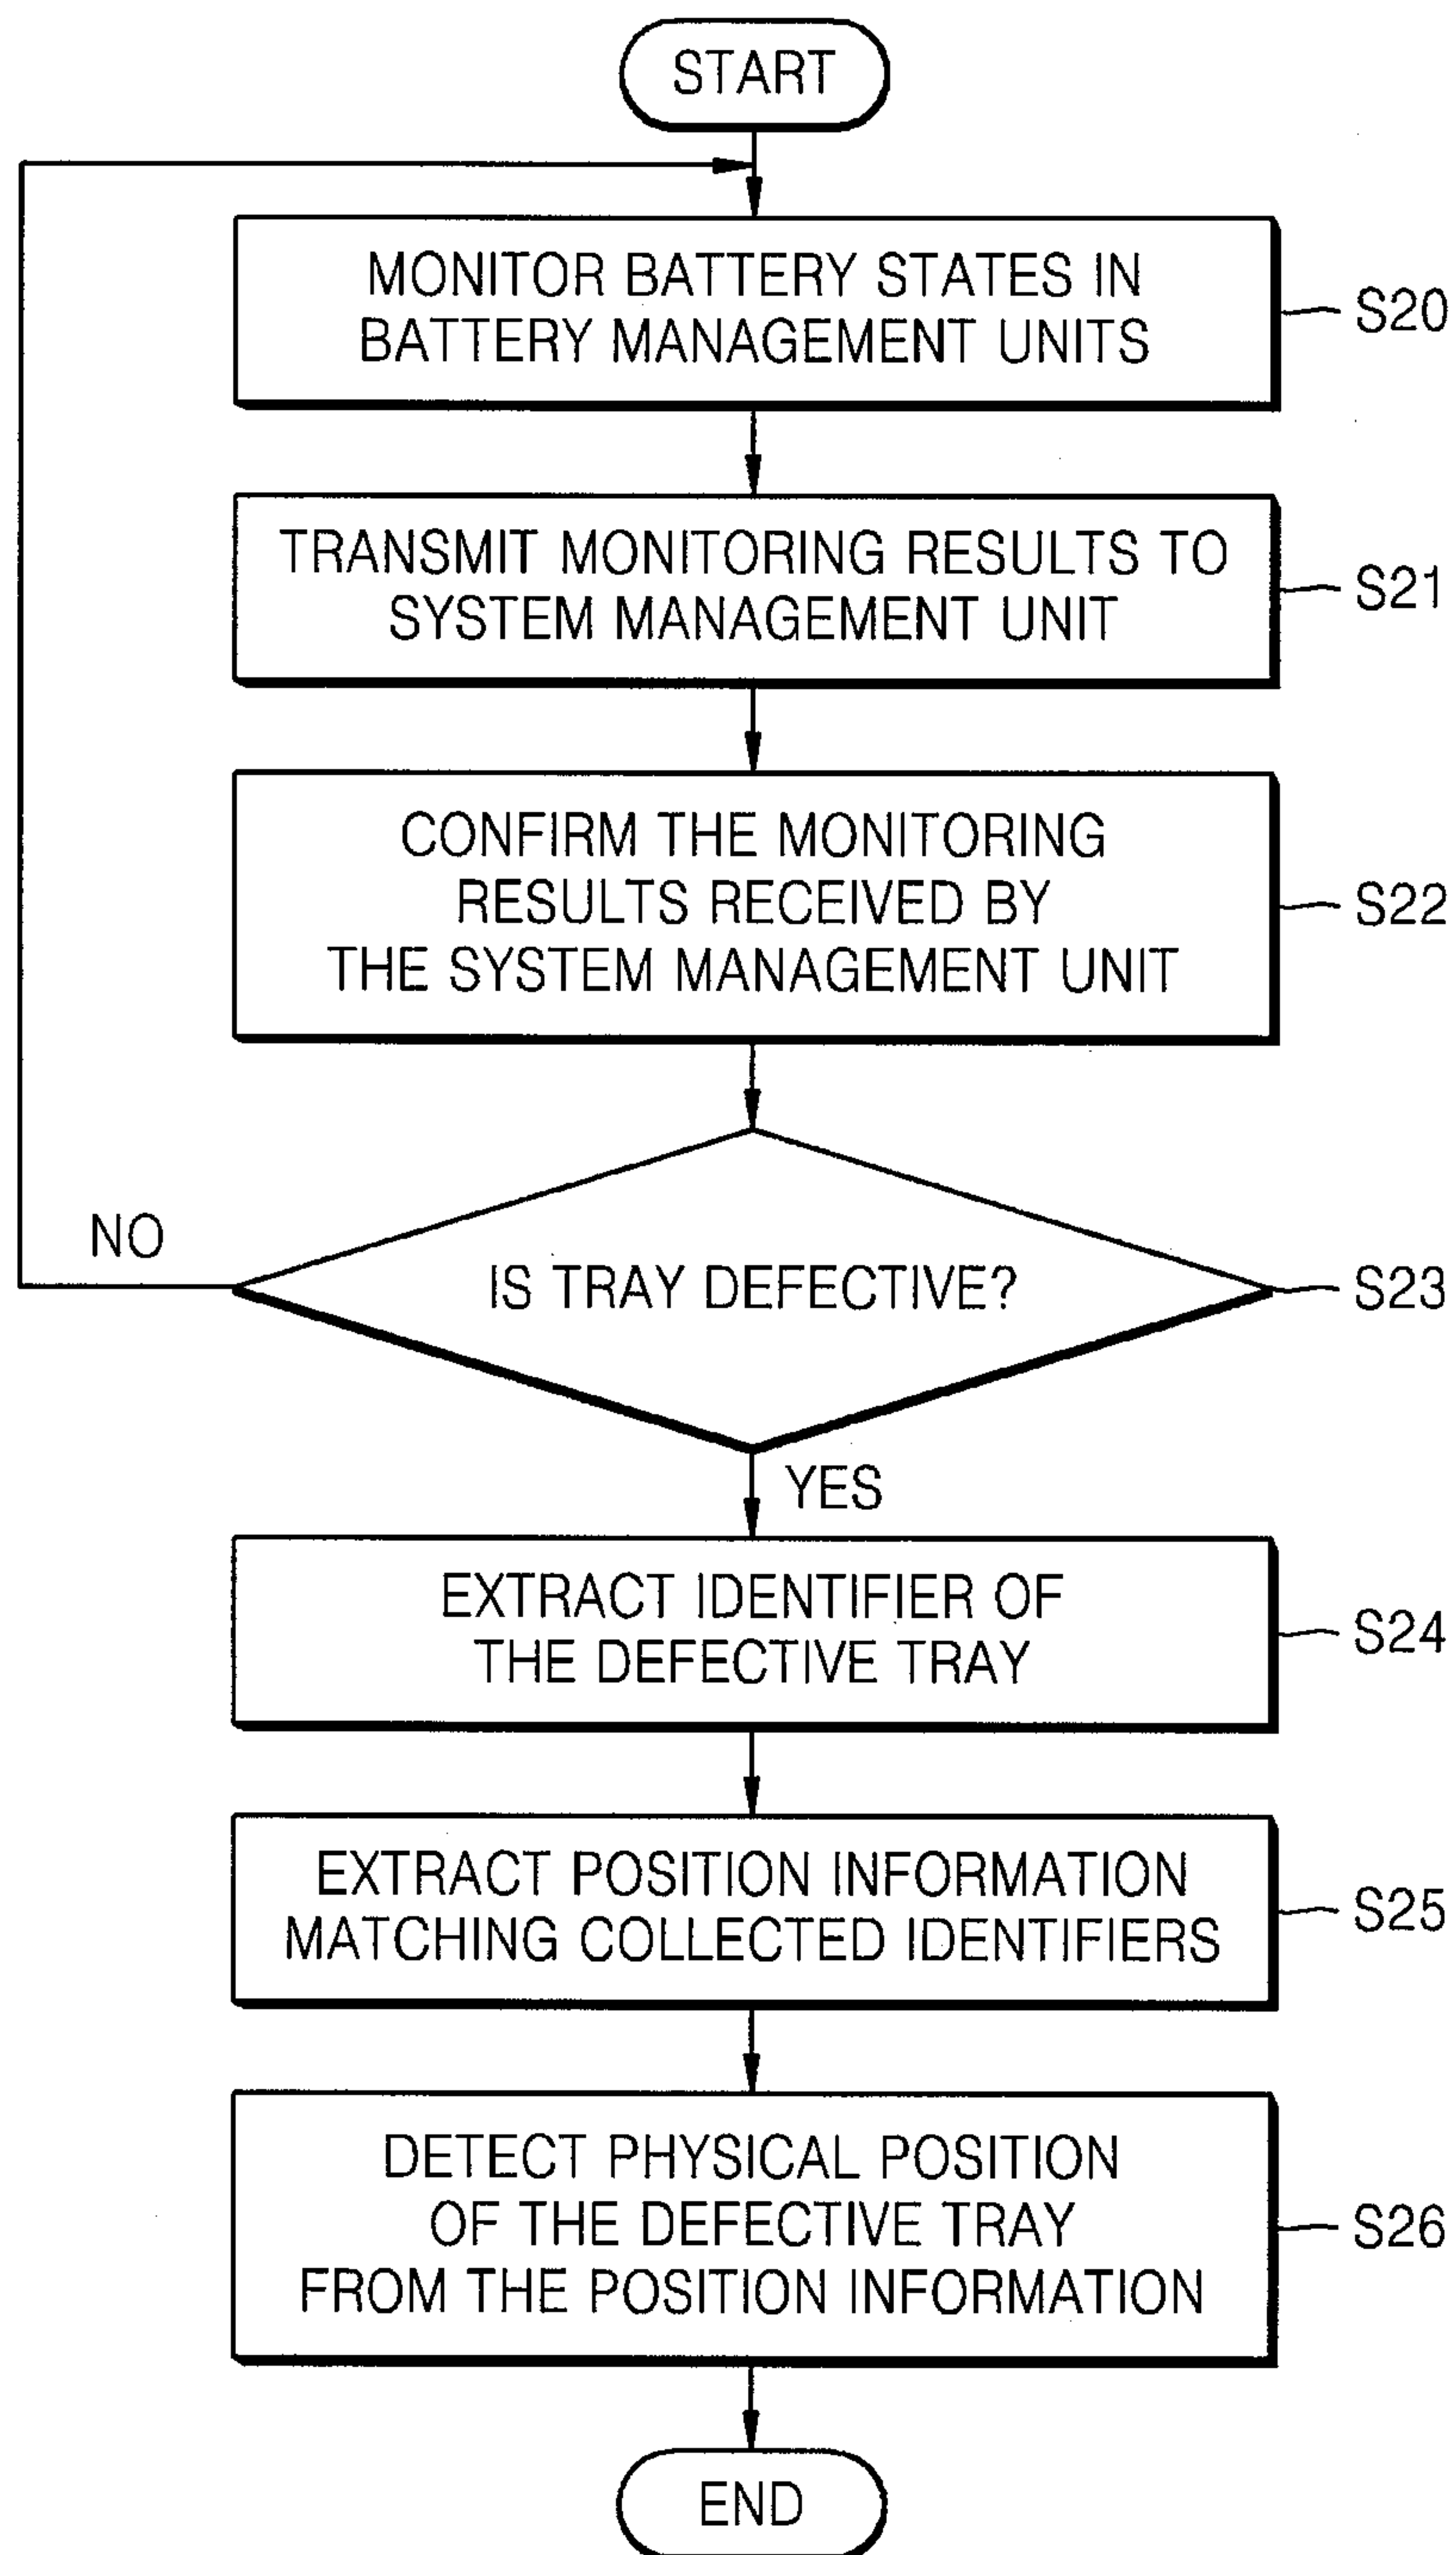 START
MONITOR BATTERY STATES IN
BATTERY MANAGEMENT UNITS
S20
TRANSMIT MONITORING RESULTS TO
SYSTEM MANAGEMENT UNIT
S21
CONFIRM THE MONITORING
RESULTS RECEIVED BY
THE SYSTEM MANAGEMENT UNIT
S22
NO
IS TRAY DEFECTIVE?
S23
YES
EXTRACT IDENTIFIER OF
THE DEFECTIVE TRAY
S24
EXTRACT POSITION INFORMATION
MATCHING COLLECTED IDENTIFIERS
S25
DETECT PHYSICAL POSITION
OF THE DEFECTIVE TRAY
FROM THE POSITION INFORMATION
S26
END